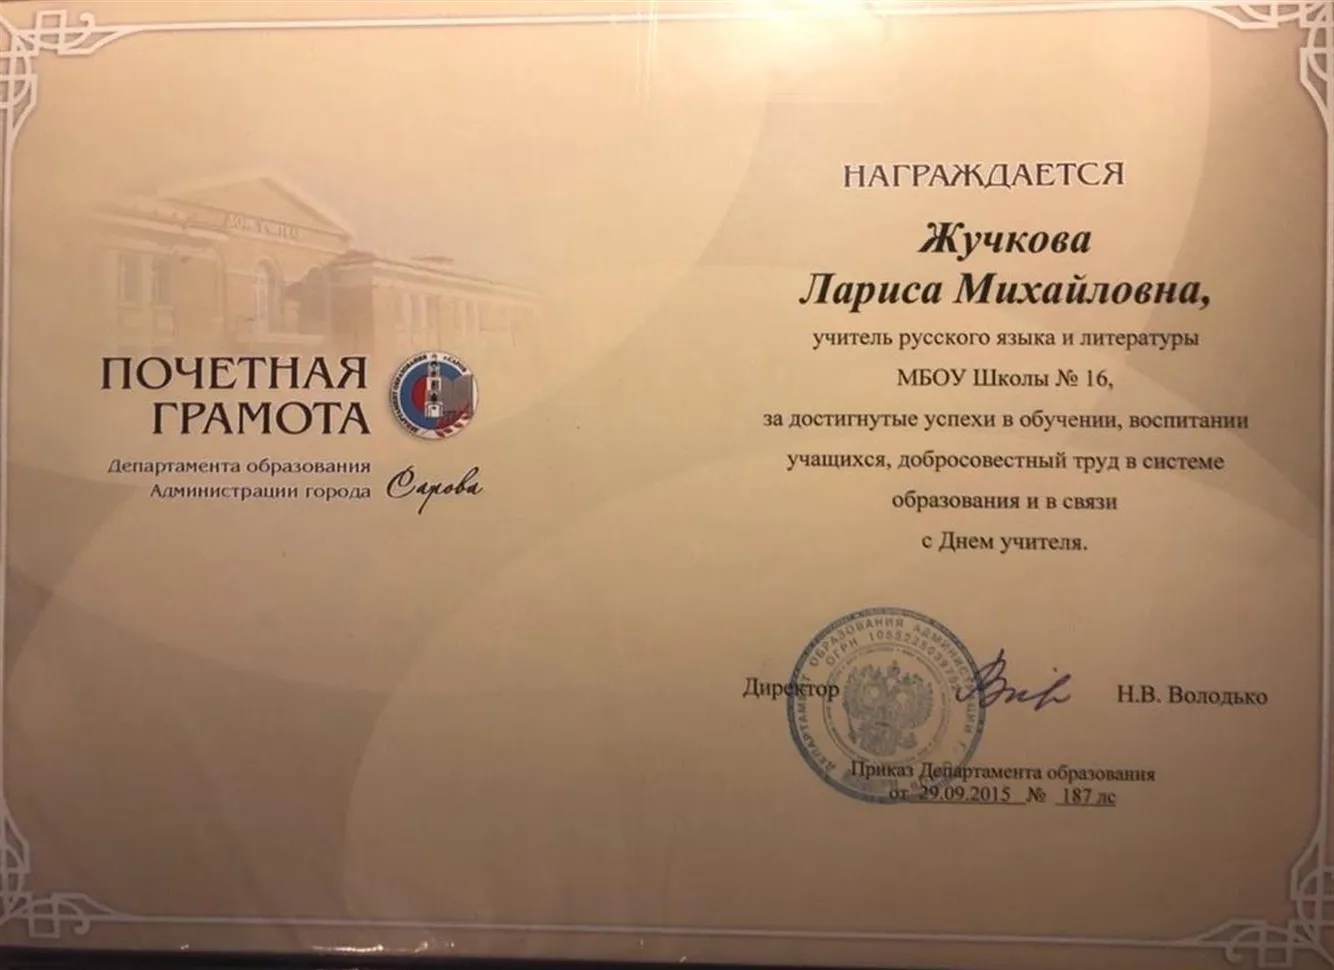 ПОЧЕТНАЯ
ГРАМОТА
Департамента образования
Администрации города Сарова
НАГРАЖДАЕТСЯ
Жучкова
Лариса Михайловна,
учитель русского языка и литературы
МБОУ Школы № 16,
за достигнутые успехи в обучении, воспитании
учащихся, добросовестный труд в системе
образования и в связи
с Днем учителя.
Директор
Н.В. Володько
Приказ Департамента образования
от 29.09.2015 № 187 лс